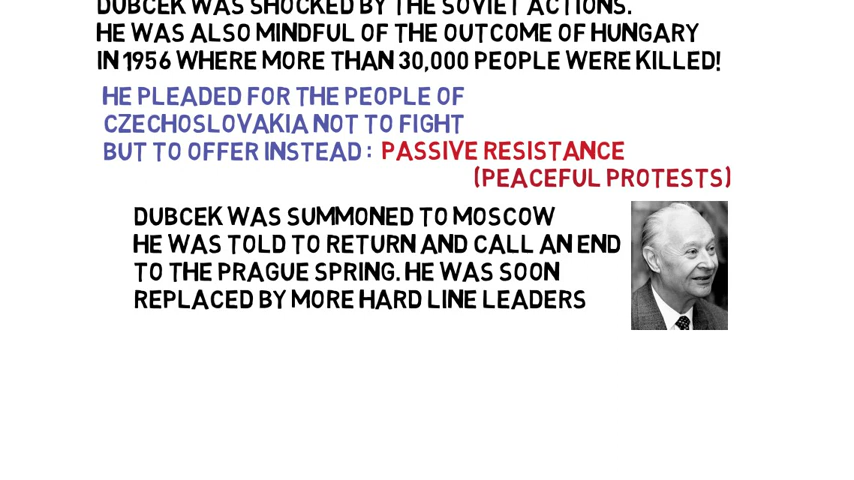 DUBCEK WAS SHOCKED BY THE SOVIET ACTIONS.
HE WAS ALSO MINDFUL OF THE OUTCOME OF HUNGARY
IN 1956 WHERE MORE THAN 30,000 PEOPLE WERE KILLED!
HE PLEADED FOR THE PEOPLE OF
CZECHOSLOVAKIA NOT TO FIGHT
BUT TO OFFER INSTEAD : PASSIVE RESISTANCE
(PEACEFUL PROTESTS)
DUBCEK WAS SUMMONED TO MOSCOW
HE WAS TOLD TO RETURN AND CALL AN END
TO THE PRAGUE SPRING. HE WAS SOON
REPLACED BY MORE HARD LINE LEADERS